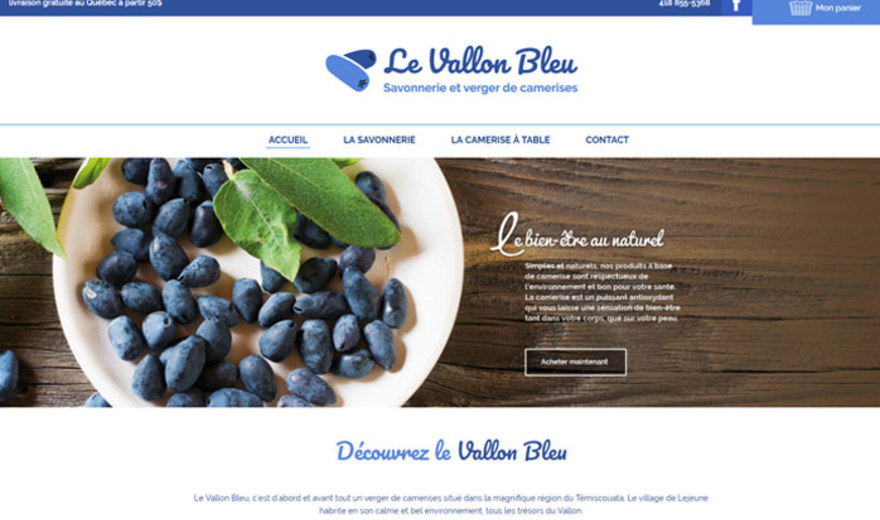 livraison gratuite au Québec à partir 50$
418 855-5368
f
Mon panier
Le Vallon Bleu
Savonnerie et verger de camerises
ACCUEIL
LA SAVONNERIE
LA CAMERISE À TABLE
CONTACT
Le bien-être au naturel
Simples et naturels, nos produits à base
de camerise sont respectueux de
l'environnement et bon pour votre santé.
La camerise est un puissant antioxydant
qui vous laisse une sensation de bien-être
tant dans votre corps, que sur votre peau.
Acheter maintenant
Découvrez le Vallon Bleu
Le Vallon Bleu, c'est d'abord et avant tout un verger de camerises situé dans la magnifique région du Témiscouata. Le village de Lejeune
habrite en son calme et bel environnement, tous les trésors du Vallon.